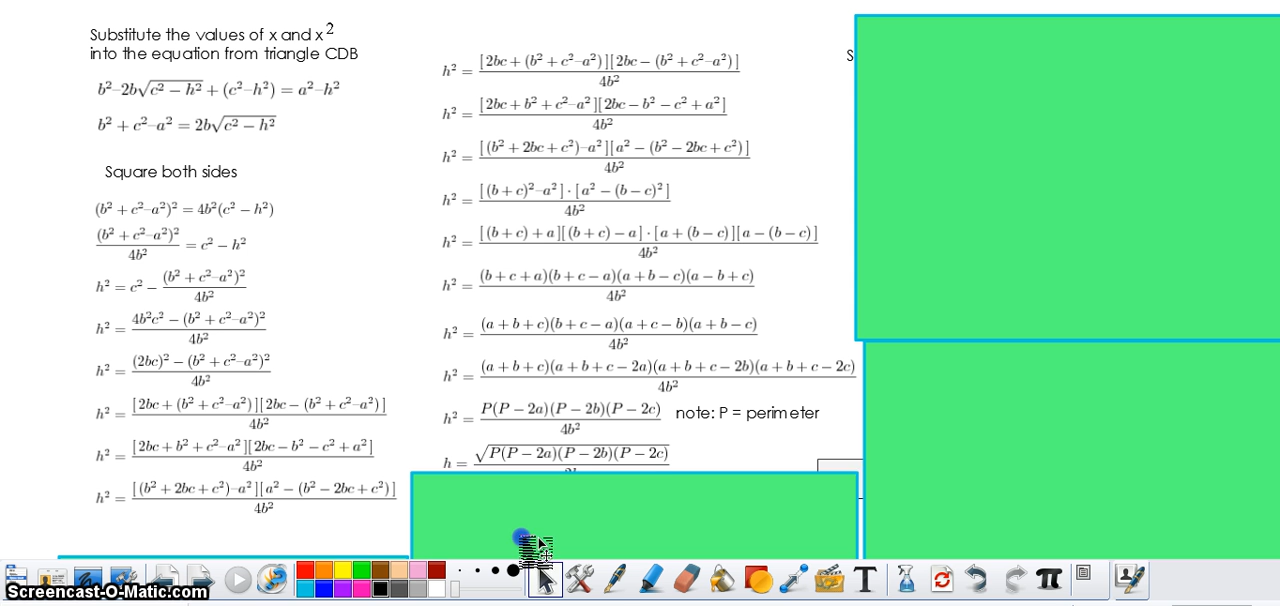 Substitute the values of x and x²
into the equation from triangle CDB
b²–2b√(c² − h²) + (c²–h²) = a²–h²
b² + c²–a² = 2b√(c² − h²)
Square both sides
(b² + c²–a²)² = 4b²(c² − h²)
(b² + c²–a²)² / 4b² = c² − h²
h² = c² − (b² + c²–a²)² / 4b²
h² = 4b²c² − (b² + c²–a²)² / 4b²
h² = (2bc)² − (b² + c²–a²)² / 4b²
h² = [2bc + (b² + c²–a²)][2bc − (b² + c²–a²)] / 4b²
h² = [2bc + b² + c²–a²][2bc − b² − c² + a²] / 4b²
h² = [(b² + 2bc + c²)–a²][a² − (b² − 2bc + c²)] / 4b²
h² = [2bc + (b² + c²–a²)][2bc − (b² + c²–a²)] / 4b²
h² = [2bc + b² + c²–a²][2bc − b² − c² + a²] / 4b²
h² = [(b² + 2bc + c²)–a²][a² − (b² − 2bc + c²)] / 4b²
h² = [(b + c)²–a²] · [a² − (b − c)²] / 4b²
h² = [(b + c) + a][(b + c) − a] · [a + (b − c)][a − (b − c)] / 4b²
h² = (b + c + a)(b + c − a)(a + b − c)(a − b + c) / 4b²
h² = (a + b + c)(b + c − a)(a + c − b)(a + b − c) / 4b²
h² = (a + b + c)(a + b + c − 2a)(a + b + c − 2b)(a + b + c − 2c) / 4b²
h² = P(P − 2a)(P − 2b)(P − 2c) / 4b² note: P = perimeter
h = √(P(P − 2a)(P − 2b)(P − 2c))
S
Screencast-O-Matic.com